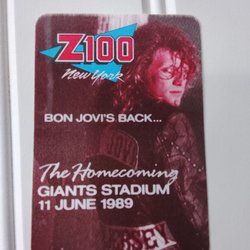 Z100
New York
BON JOVI'S BACK...
The Homecoming
GIANTS STADIUM
11 JUNE 1989